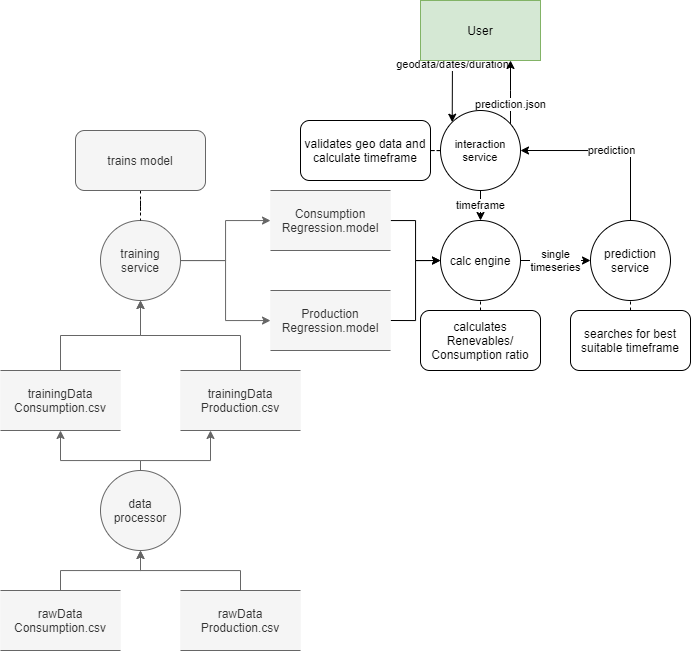 User
geodata/dates/duration
prediction.json
validates geo data and
calculate timeframe
interaction
service
prediction
trains model
timeframe
Consumption
Regression.model
training
service
calc engine
single
timeseries
prediction
service
Production
Regression.model
calculates
Renevables/
Consumption ratio
searches for best
suitable timeframe
trainingData
Consumption.csv
trainingData
Production.csv
data
processor
rawData
Consumption.csv
rawData
Production.csv